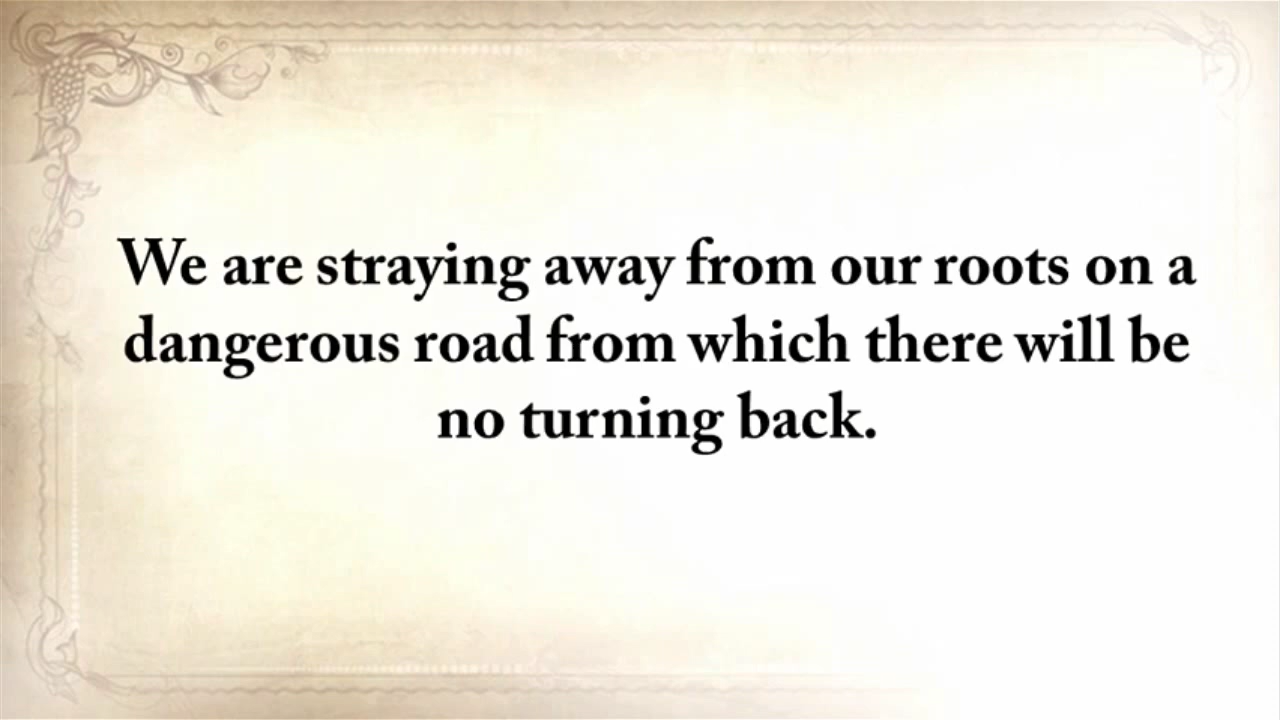 We are straying away from our roots on a
dangerous road from which there will be
no turning back.